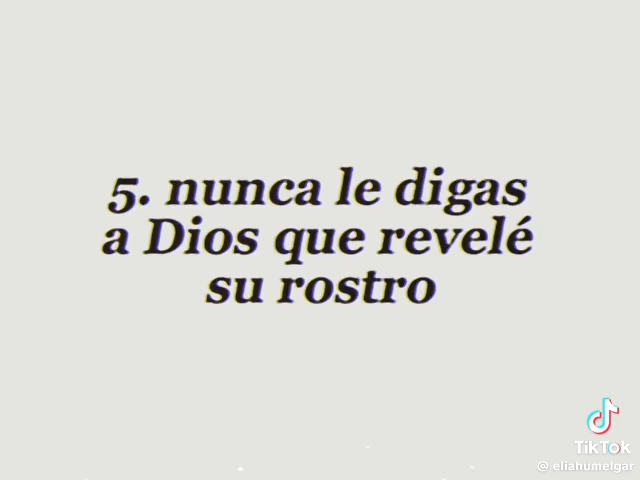 5. nunca le digas
a Dios que revelé
su rostro
TikTok
@ eliahumelgar